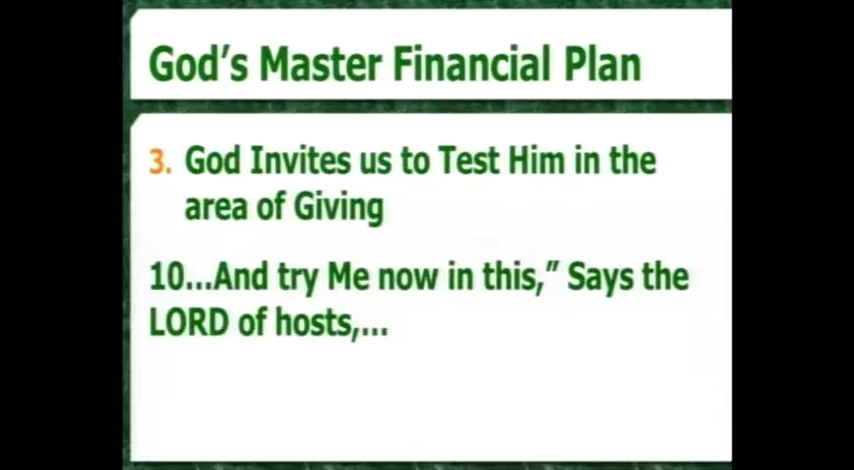 God’s Master Financial Plan
3. God Invites us to Test Him in the
area of Giving
10...And try Me now in this,” Says the
LORD of hosts,...